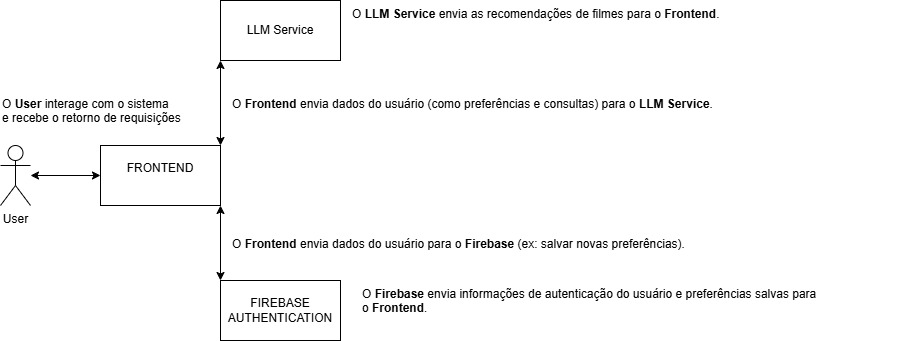 LLM Service
O LLM Service envia as recomendações de filmes para o Frontend.
O User interage com o sistema
e recebe o retorno de requisições
O Frontend envia dados do usuário (como preferências e consultas) para o LLM Service.
FRONTEND
User
O Frontend envia dados do usuário para o Firebase (ex: salvar novas preferências).
FIREBASE
AUTHENTICATION
O Firebase envia informações de autenticação do usuário e preferências salvas para
o Frontend.